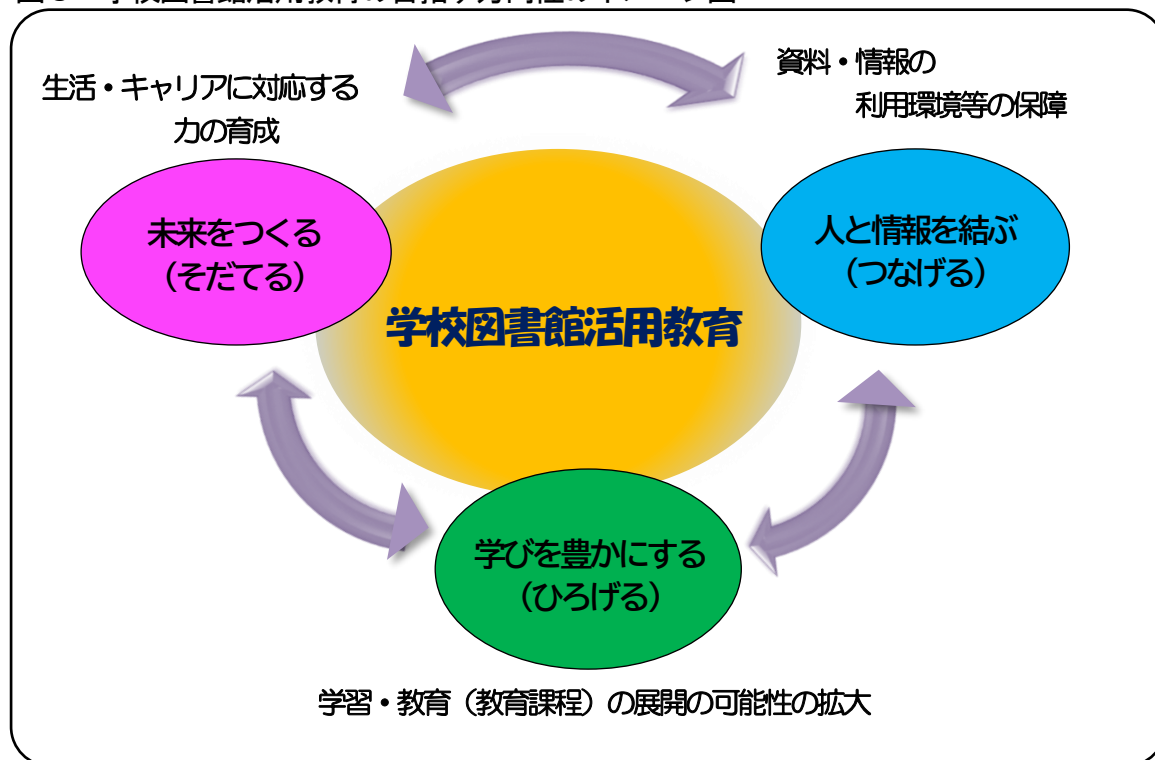 生活・キャリアに対応する
力の育成
資料・情報の
利用環境等の保障
未来をつくる
（そだてる）
人と情報を結ぶ
（つなげる）
学校図書館活用教育
学びを豊かにする
（ひろげる）
学習・教育（教育課程）の展開の可能性の拡大